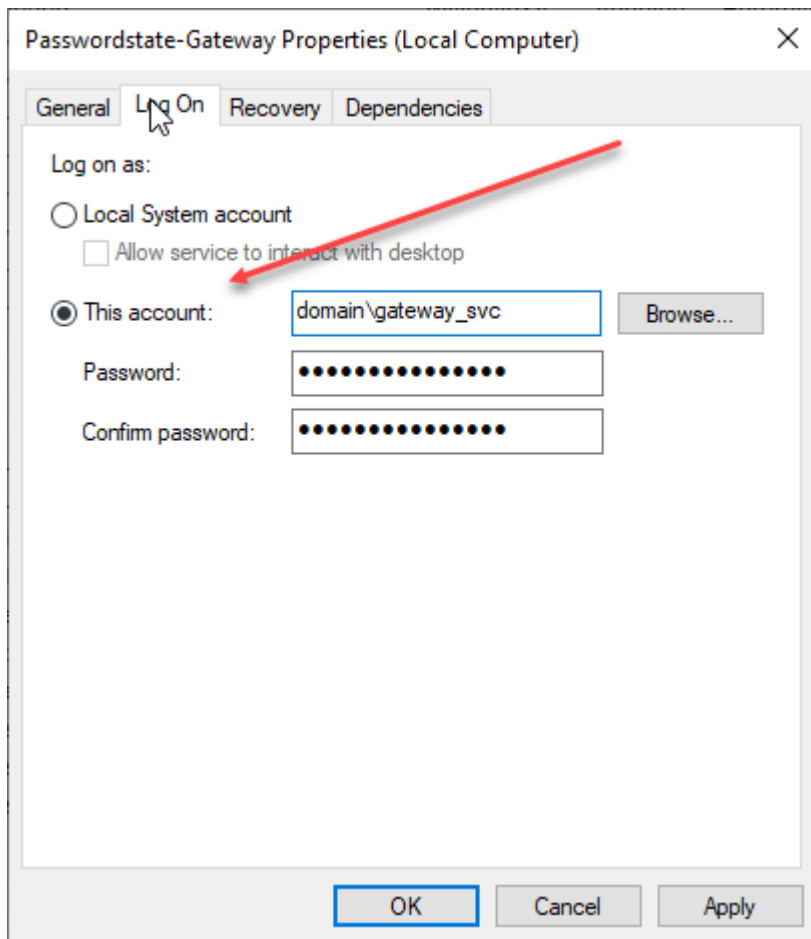 Passwordstate-Gateway Properties (Local Computer)
General Log On Recovery Dependencies
Log on as:
Local System account
Allow service to interact with desktop
This account: domain\gateway_svc Browse...
Password: •••••••••••••••
Confirm password: •••••••••••••••
OK Cancel Apply